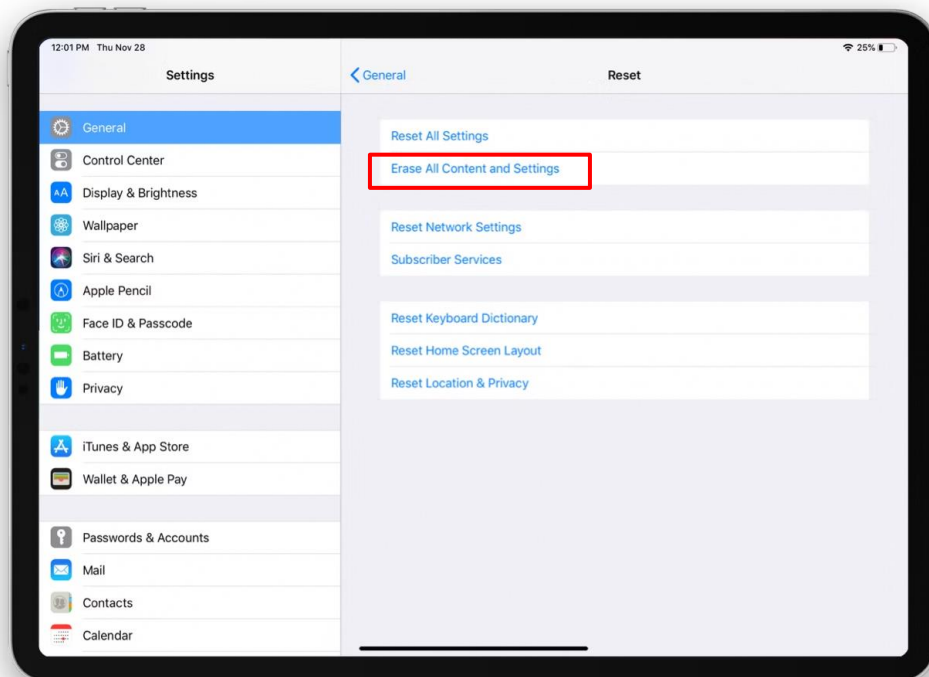 12:01 PM Thu Nov 28
25%
Settings
General
Control Center
Display & Brightness
Wallpaper
Siri & Search
Apple Pencil
Face ID & Passcode
Battery
Privacy
iTunes & App Store
Wallet & Apple Pay
Passwords & Accounts
Mail
Contacts
Calendar
General
Reset
Reset All Settings
Erase All Content and Settings
Reset Network Settings
Subscriber Services
Reset Keyboard Dictionary
Reset Home Screen Layout
Reset Location & Privacy